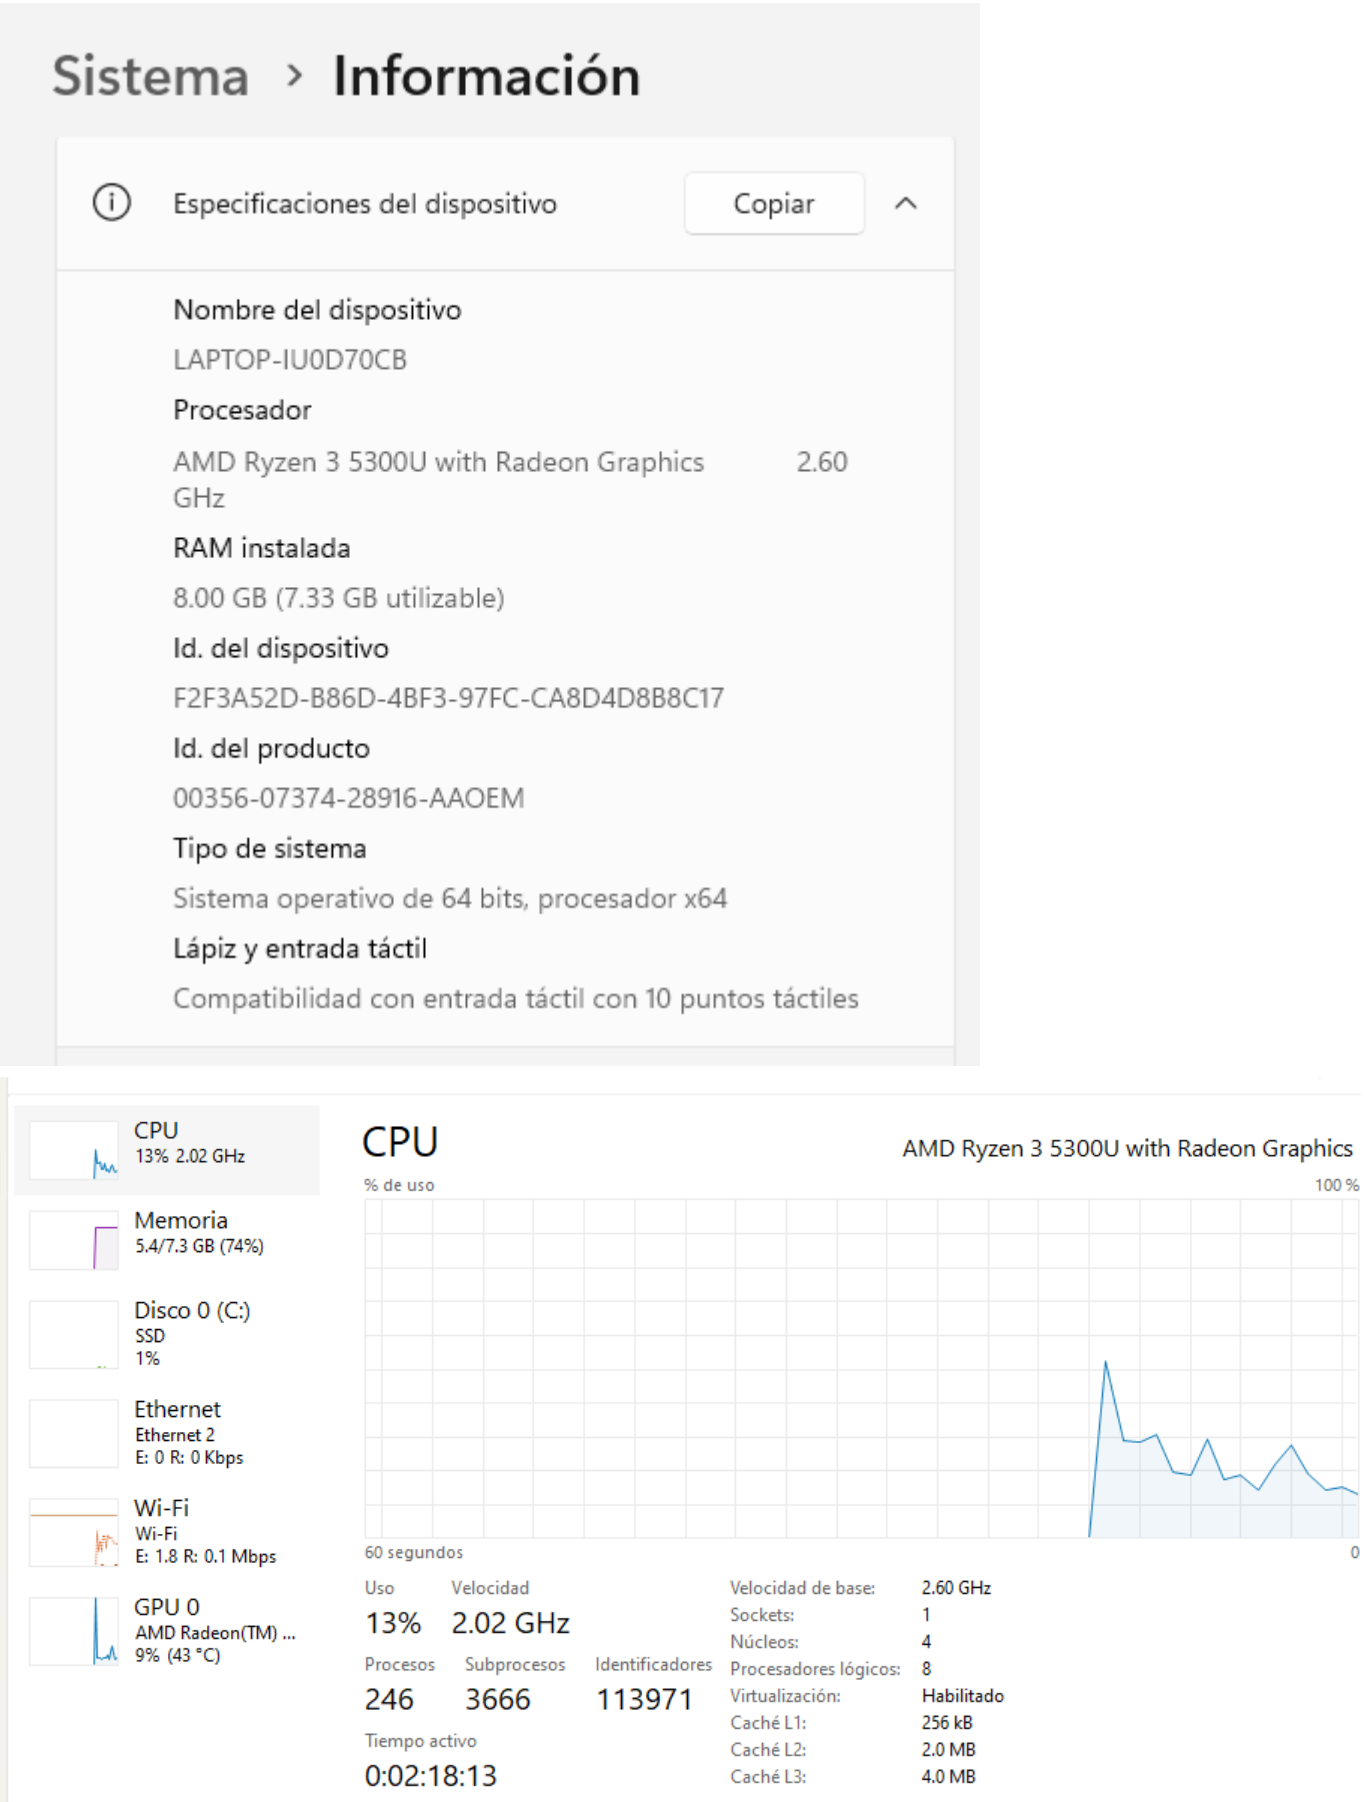 Sistema > Información
Especificaciones del dispositivo
Copiar
Nombre del dispositivo
LAPTOP-IU0D70CB
Procesador
AMD Ryzen 3 5300U with Radeon Graphics 2.60
GHz
RAM instalada
8.00 GB (7.33 GB utilizable)
Id. del dispositivo
F2F3A52D-B86D-4BF3-97FC-CA8D4D8B8C17
Id. del producto
00356-07374-28916-AAOEM
Tipo de sistema
Sistema operativo de 64 bits, procesador x64
Lápiz y entrada táctil
Compatibilidad con entrada táctil con 10 puntos táctiles
CPU
13% 2.02 GHz
Memoria
5.4/7.3 GB (74%)
Disco 0 (C:)
SSD
1%
Ethernet
Ethernet 2
E: 0 R: 0 Kbps
Wi-Fi
Wi-Fi
E: 1.8 R: 0.1 Mbps
GPU 0
AMD Radeon(TM) ...
9% (43 °C)
CPU
AMD Ryzen 3 5300U with Radeon Graphics
% de uso
100 %
60 segundos
0
Uso Velocidad
13% 2.02 GHz
Procesos Subprocesos Identificadores
246 3666 113971
Tiempo activo
0:02:18:13
Velocidad de base: 2.60 GHz
Sockets: 1
Núcleos: 4
Procesadores lógicos: 8
Virtualización: Habilitado
Caché L1: 256 kB
Caché L2: 2.0 MB
Caché L3: 4.0 MB